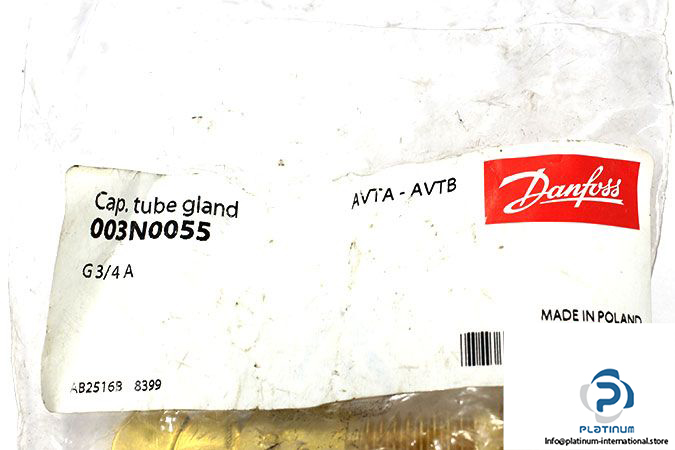 Cap. tube gland
003N0055
AVTA - AVTB
Danfoss
G 3/4 A
MADE IN POLAND
AB2516B 8399
PLATINUM
Info@platinum-international.store